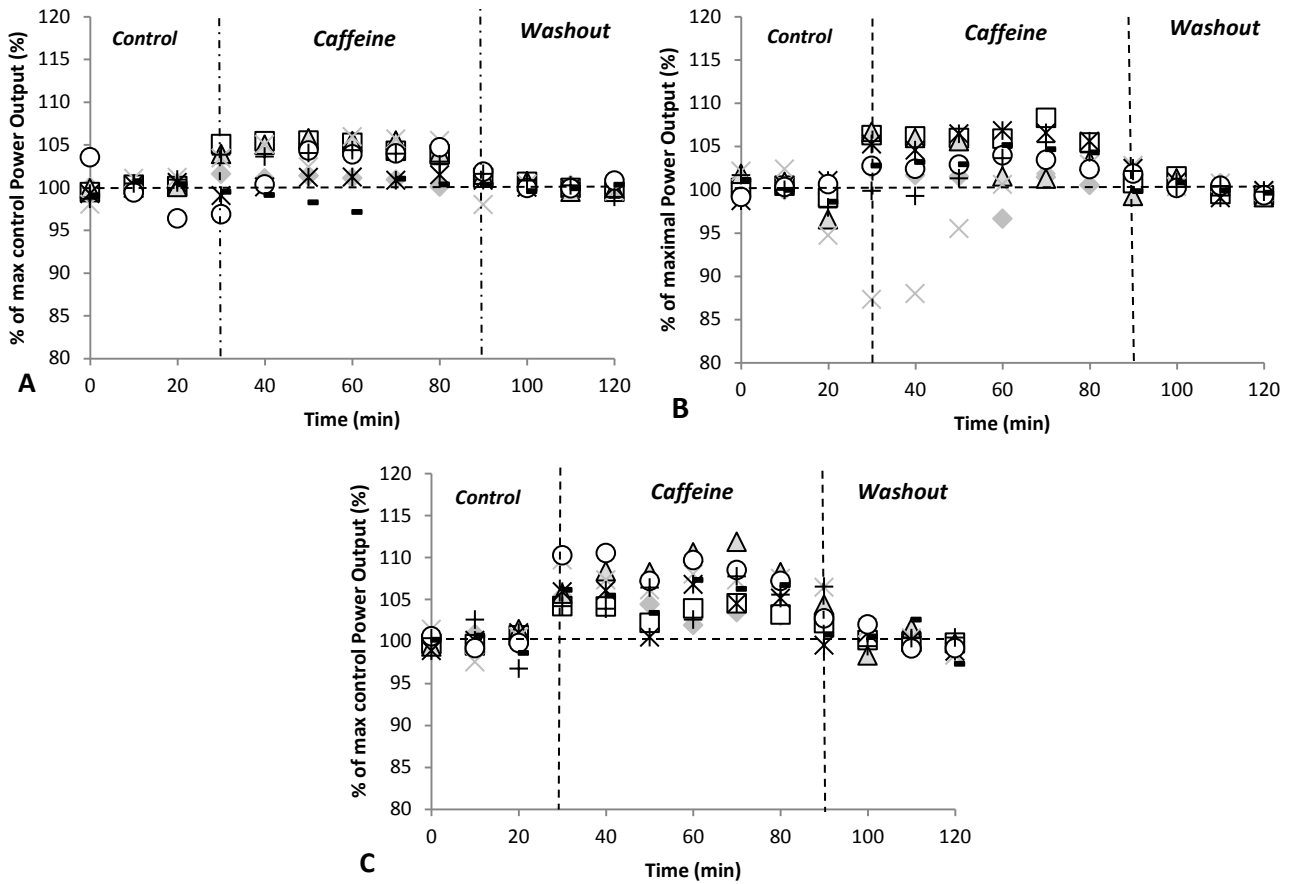 120
115
110
105
100
95
90
85
80
0 20 40 60 80 100 120
% of max control Power Output (%)
Time (min)
Control Caffeine Washout
A
120
115
110
105
100
95
90
85
80
0 20 40 60 80 100 120
% of maximal Power Output (%)
Time (min)
Control Caffeine Washout
B
120
115
110
105
100
95
90
85
80
0 20 40 60 80 100 120
% of max control Power Output (%)
Time (min)
Control Caffeine Washout
C